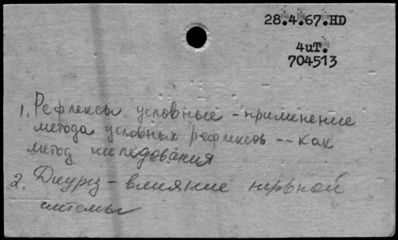 28.4.67.HD
4иТ.
704513
1. Рефлексы условные - применение
метода условных рефлексов -- как
метод исследования
2. Диурез - влияние нервной
системы